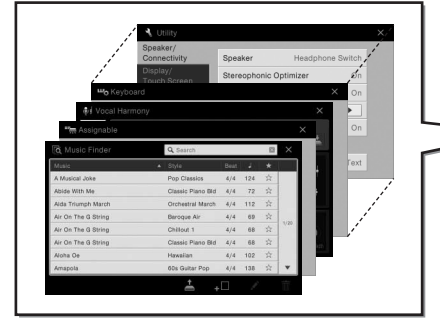 Utility
Speaker/
Connectivity
Speaker Headphone Switch
Display/
Touch Screen
Stereophonic Optimizer On
Keyboard
On
Vocal Harmony
On
Assignable
Text
Music Finder
Search
Music Style Beat ★
A Musical Joke Pop Classics 4/4 124
Abide With Me Classic Piano Bld 4/4 72
Aida Triumph March Orchestral March 4/4 112
Air On The G String Baroque Air 4/4 69
Air On The G String Chillout 1 4/4 68
Air On The G String Classic Piano Bld 4/4 68
Aloha Oe Hawaiian 4/4 102
Amapola 60s Guitar Pop 4/4 138